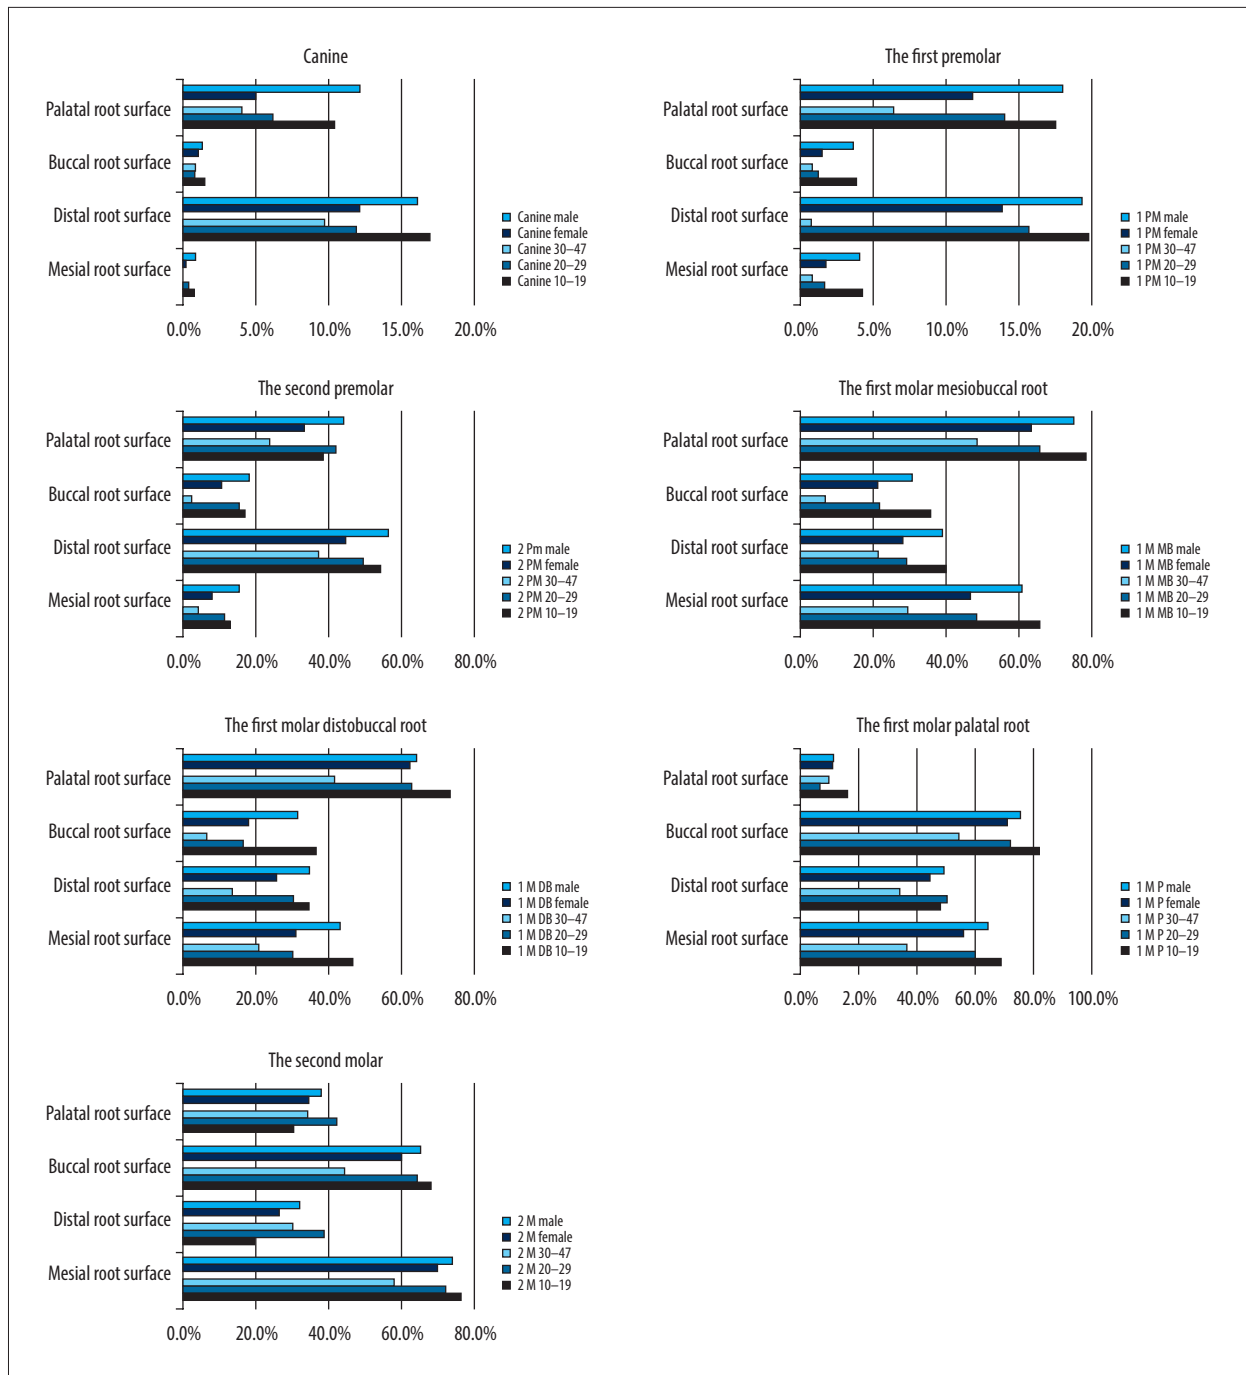 Canine
Palatal root surface
Buccal root surface
Distal root surface
Mesial root surface
Canine male
Canine female
Canine 30–47
Canine 20–29
Canine 10–19
0.0% 5.0% 10.0% 15.0% 20.0%
The first premolar
Palatal root surface
Buccal root surface
Distal root surface
Mesial root surface
1 PM male
1 PM female
1 PM 30–47
1 PM 20–29
1 PM 10–19
0.0% 5.0% 10.0% 15.0% 20.0%
The second premolar
Palatal root surface
Buccal root surface
Distal root surface
Mesial root surface
2 Pm male
2 PM female
2 PM 30–47
2 PM 20–29
2 PM 10–19
0.0% 20.0% 40.0% 60.0% 80.0%
The first molar mesiobuccal root
Palatal root surface
Buccal root surface
Distal root surface
Mesial root surface
1 M MB male
1 M MB female
1 M MB 30–47
1 M MB 20–29
1 M MB 10–19
0.0% 20.0% 40.0% 60.0% 80.0%
The first molar distobuccal root
Palatal root surface
Buccal root surface
Distal root surface
Mesial root surface
1 M DB male
1 M DB female
1 M DB 30–47
1 M DB 20–29
1 M DB 10–19
0.0% 20.0% 40.0% 60.0% 80.0%
The first molar palatal root
Palatal root surface
Buccal root surface
Distal root surface
Mesial root surface
1 M P male
1 M P female
1 M P 30–47
1 M P 20–29
1 M P 10–19
0.0% 2.0% 40.0% 60.0% 80.0% 100.0%
The second molar
Palatal root surface
Buccal root surface
Distal root surface
Mesial root surface
2 M male
2 M female
2 M 30–47
2 M 20–29
2 M 10–19
0.0% 20.0% 40.0% 60.0% 80.0%